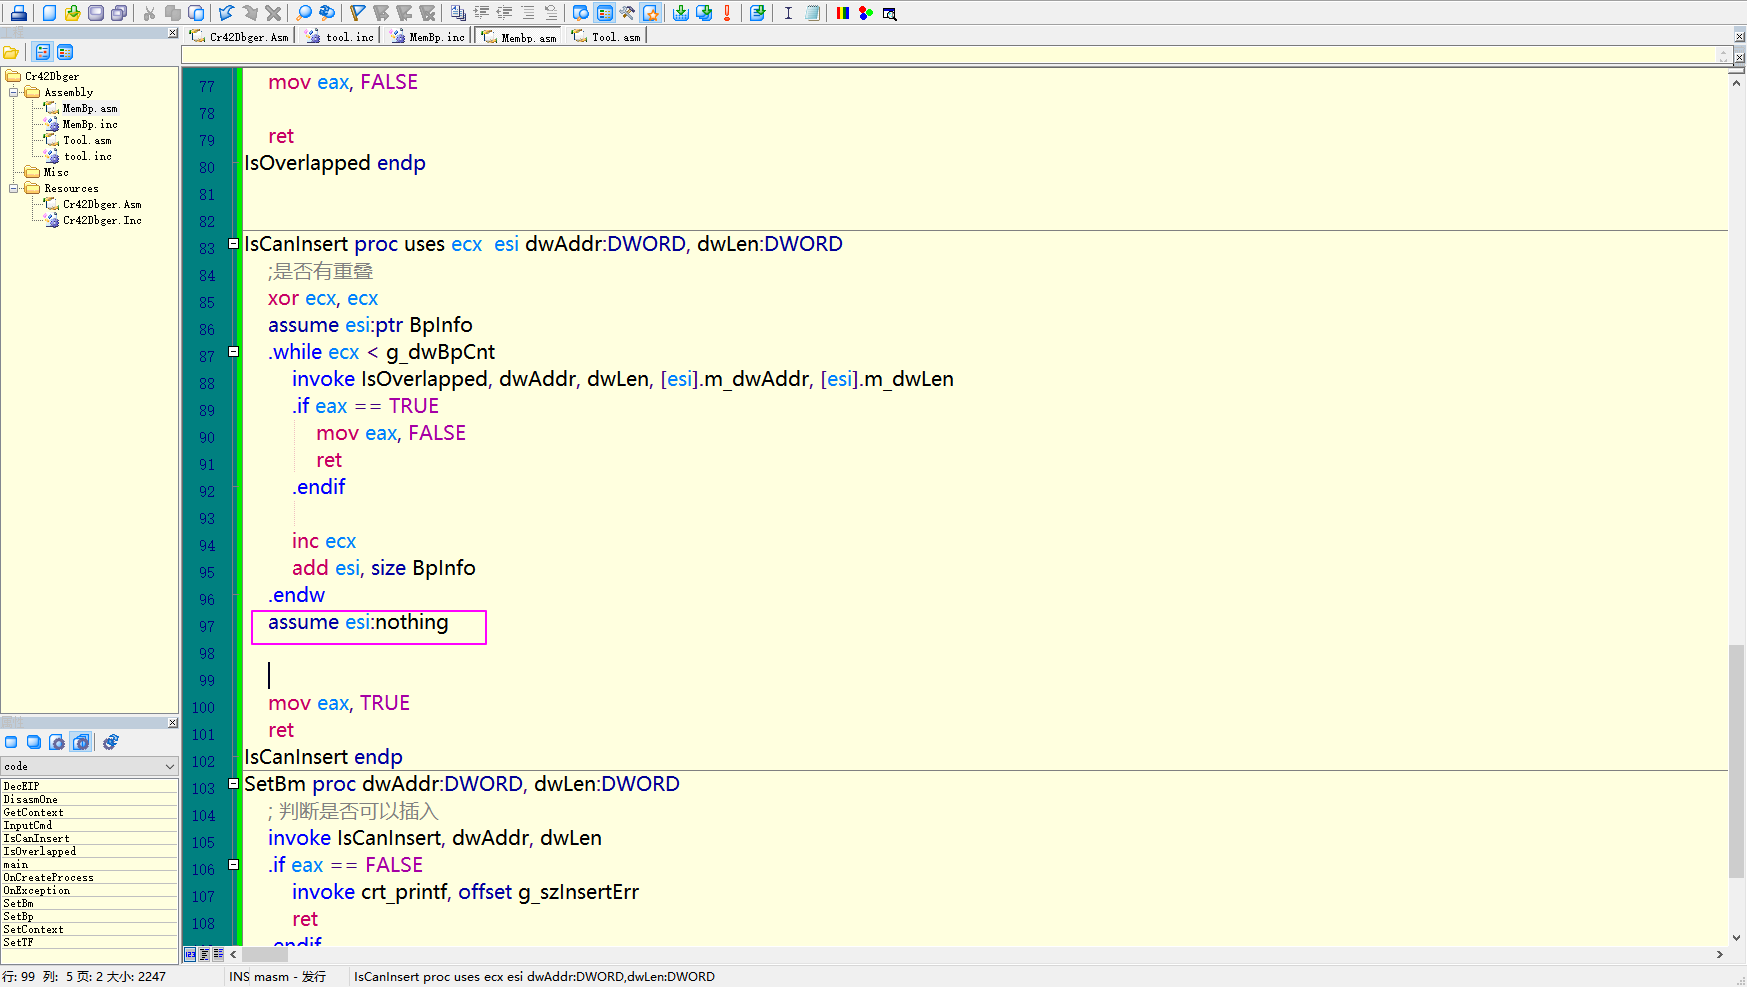 Cr42Dbger.Asm tool.inc MemBp.inc Membp.asm Tool.asm
Cr42Dbger
Assembly
MemBp.asm
MemBp.inc
Tool.asm
tool.inc
Misc
Resources
Cr42Dbger.Asm
Cr42Dbger.Inc
code
DecEIP
DisasmOne
GetContext
InputCmd
IsCanInsert
IsOverlapped
main
OnCreateProcess
OnException
SetBm
SetBp
SetContext
SetTF
77 mov eax, FALSE
78
79 ret
80 IsOverlapped endp
81
82
83 IsCanInsert proc uses ecx esi dwAddr:DWORD, dwLen:DWORD
84 ;是否有重叠
85 xor ecx, ecx
86 assume esi:ptr BpInfo
87 .while ecx < g_dwBpCnt
88 invoke IsOverlapped, dwAddr, dwLen, [esi].m_dwAddr, [esi].m_dwLen
89 .if eax == TRUE
90 mov eax, FALSE
91 ret
92 .endif
93
94 inc ecx
95 add esi, size BpInfo
96 .endw
97 assume esi:nothing
98
99
100 mov eax, TRUE
101 ret
102 IsCanInsert endp
103 SetBm proc dwAddr:DWORD, dwLen:DWORD
104 ; 判断是否可以插入
105 invoke IsCanInsert, dwAddr, dwLen
106 .if eax == FALSE
107 invoke crt_printf, offset g_szInsertErr
108 ret
.endif
行: 99 列: 5 页: 2 大小: 2247 INS masm - 发行 IsCanInsert proc uses ecx esi dwAddr:DWORD,dwLen:DWORD